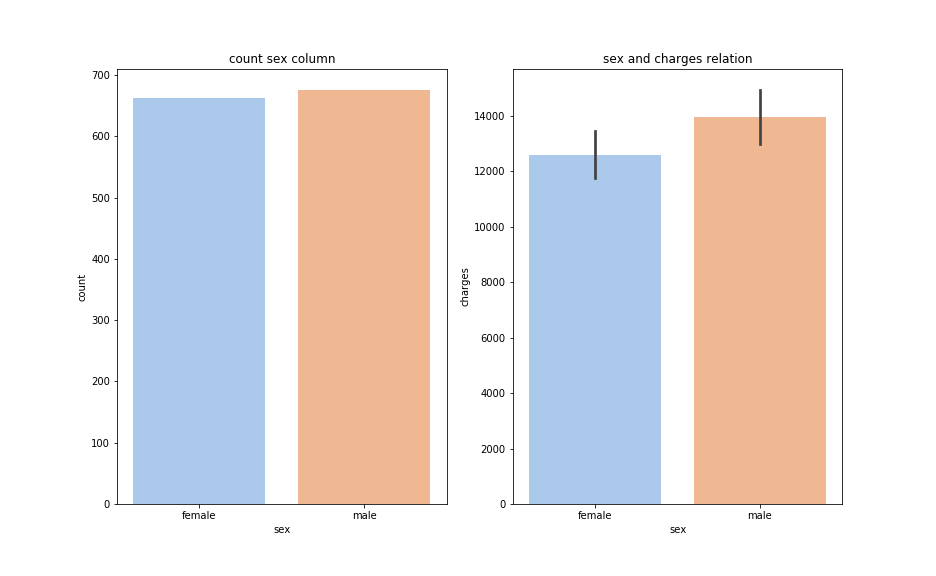 count sex column
700
600
500
400
300
200
100
0
count
female male
sex
sex and charges relation
14000
12000
10000
8000
6000
4000
2000
0
charges
female male
sex